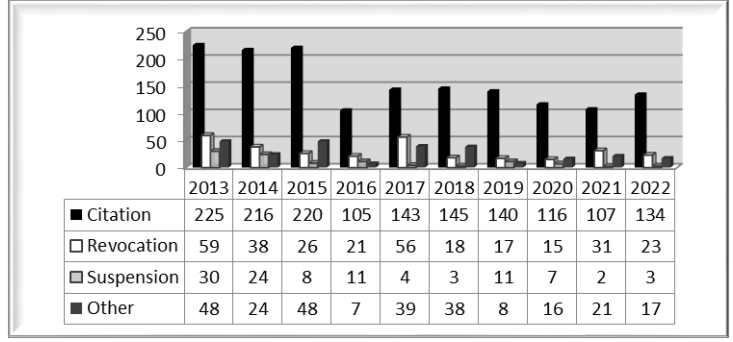 250
200
150
100
50
0
2013 2014 2015 2016 2017 2018 2019 2020 2021 2022
Citation 225 216 220 105 143 145 140 116 107 134
Revocation 59 38 26 21 56 18 17 15 31 23
Suspension 30 24 8 11 4 3 11 7 2 3
Other 48 24 48 7 39 38 8 16 21 17